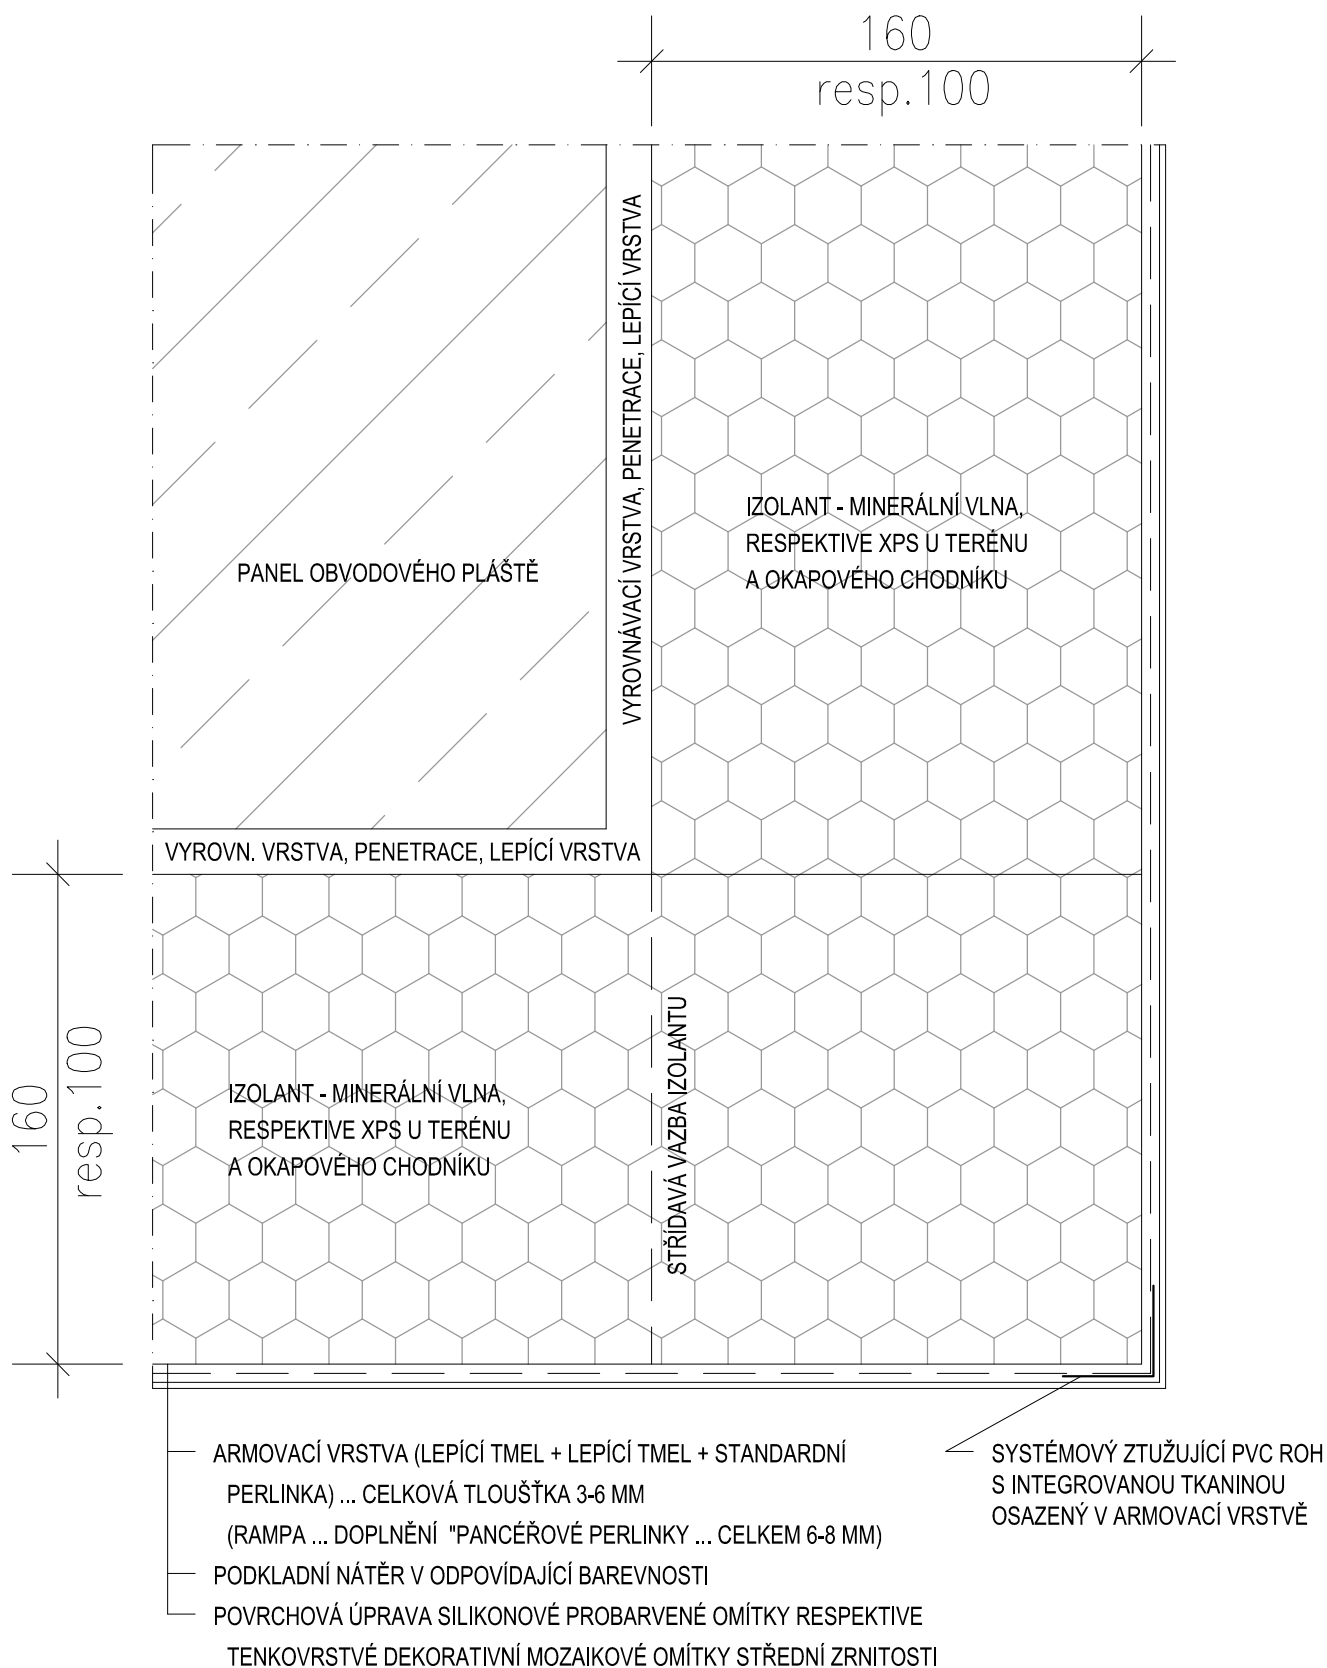 160
resp.100
VYROVNÁVACÍ VRSTVA, PENETRACE, LEPÍCÍ VRSTVA
IZOLANT - MINERÁLNÍ VLNA,
RESPEKTIVE XPS U TERÉNU
A OKAPOVÉHO CHODNÍKU
PANEL OBVODOVÉHO PLÁŠTĚ
VYROVN. VRSTVA, PENETRACE, LEPÍCÍ VRSTVA
160
resp.100
IZOLANT - MINERÁLNÍ VLNA,
RESPEKTIVE XPS U TERÉNU
A OKAPOVÉHO CHODNÍKU
STŘÍDAVÁ VAZBA IZOLANTU
ARMOVACÍ VRSTVA (LEPÍCÍ TMEL + LEPÍCÍ TMEL + STANDARDNÍ
PERLINKA) ... CELKOVÁ TLOUŠŤKA 3-6 MM
(RAMPA ... DOPLNĚNÍ "PANCÉŘOVÉ PERLINKY ... CELKEM 6-8 MM)
PODKLADNÍ NÁTĚR V ODPOVÍDAJÍCÍ BAREVNOSTI
POVRCHOVÁ ÚPRAVA SILIKONOVÉ PROBARVENÉ OMÍTKY RESPEKTIVE
TENKOVRSTVÉ DEKORATIVNÍ MOZAIKOVÉ OMÍTKY STŘEDNÍ ZRNITOSTI
SYSTÉMOVÝ ZTUŽUJÍCÍ PVC ROH
S INTEGROVANOU TKANINOU
OSAZENÝ V ARMOVACÍ VRSTVĚ